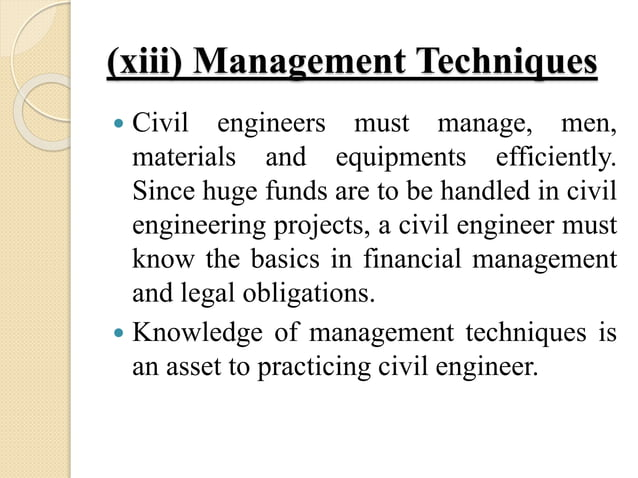 (xiii) Management Techniques
• Civil engineers must manage, men,
materials and equipments efficiently.
Since huge funds are to be handled in civil
engineering projects, a civil engineer must
know the basics in financial management
and legal obligations.
• Knowledge of management techniques is
an asset to practicing civil engineer.